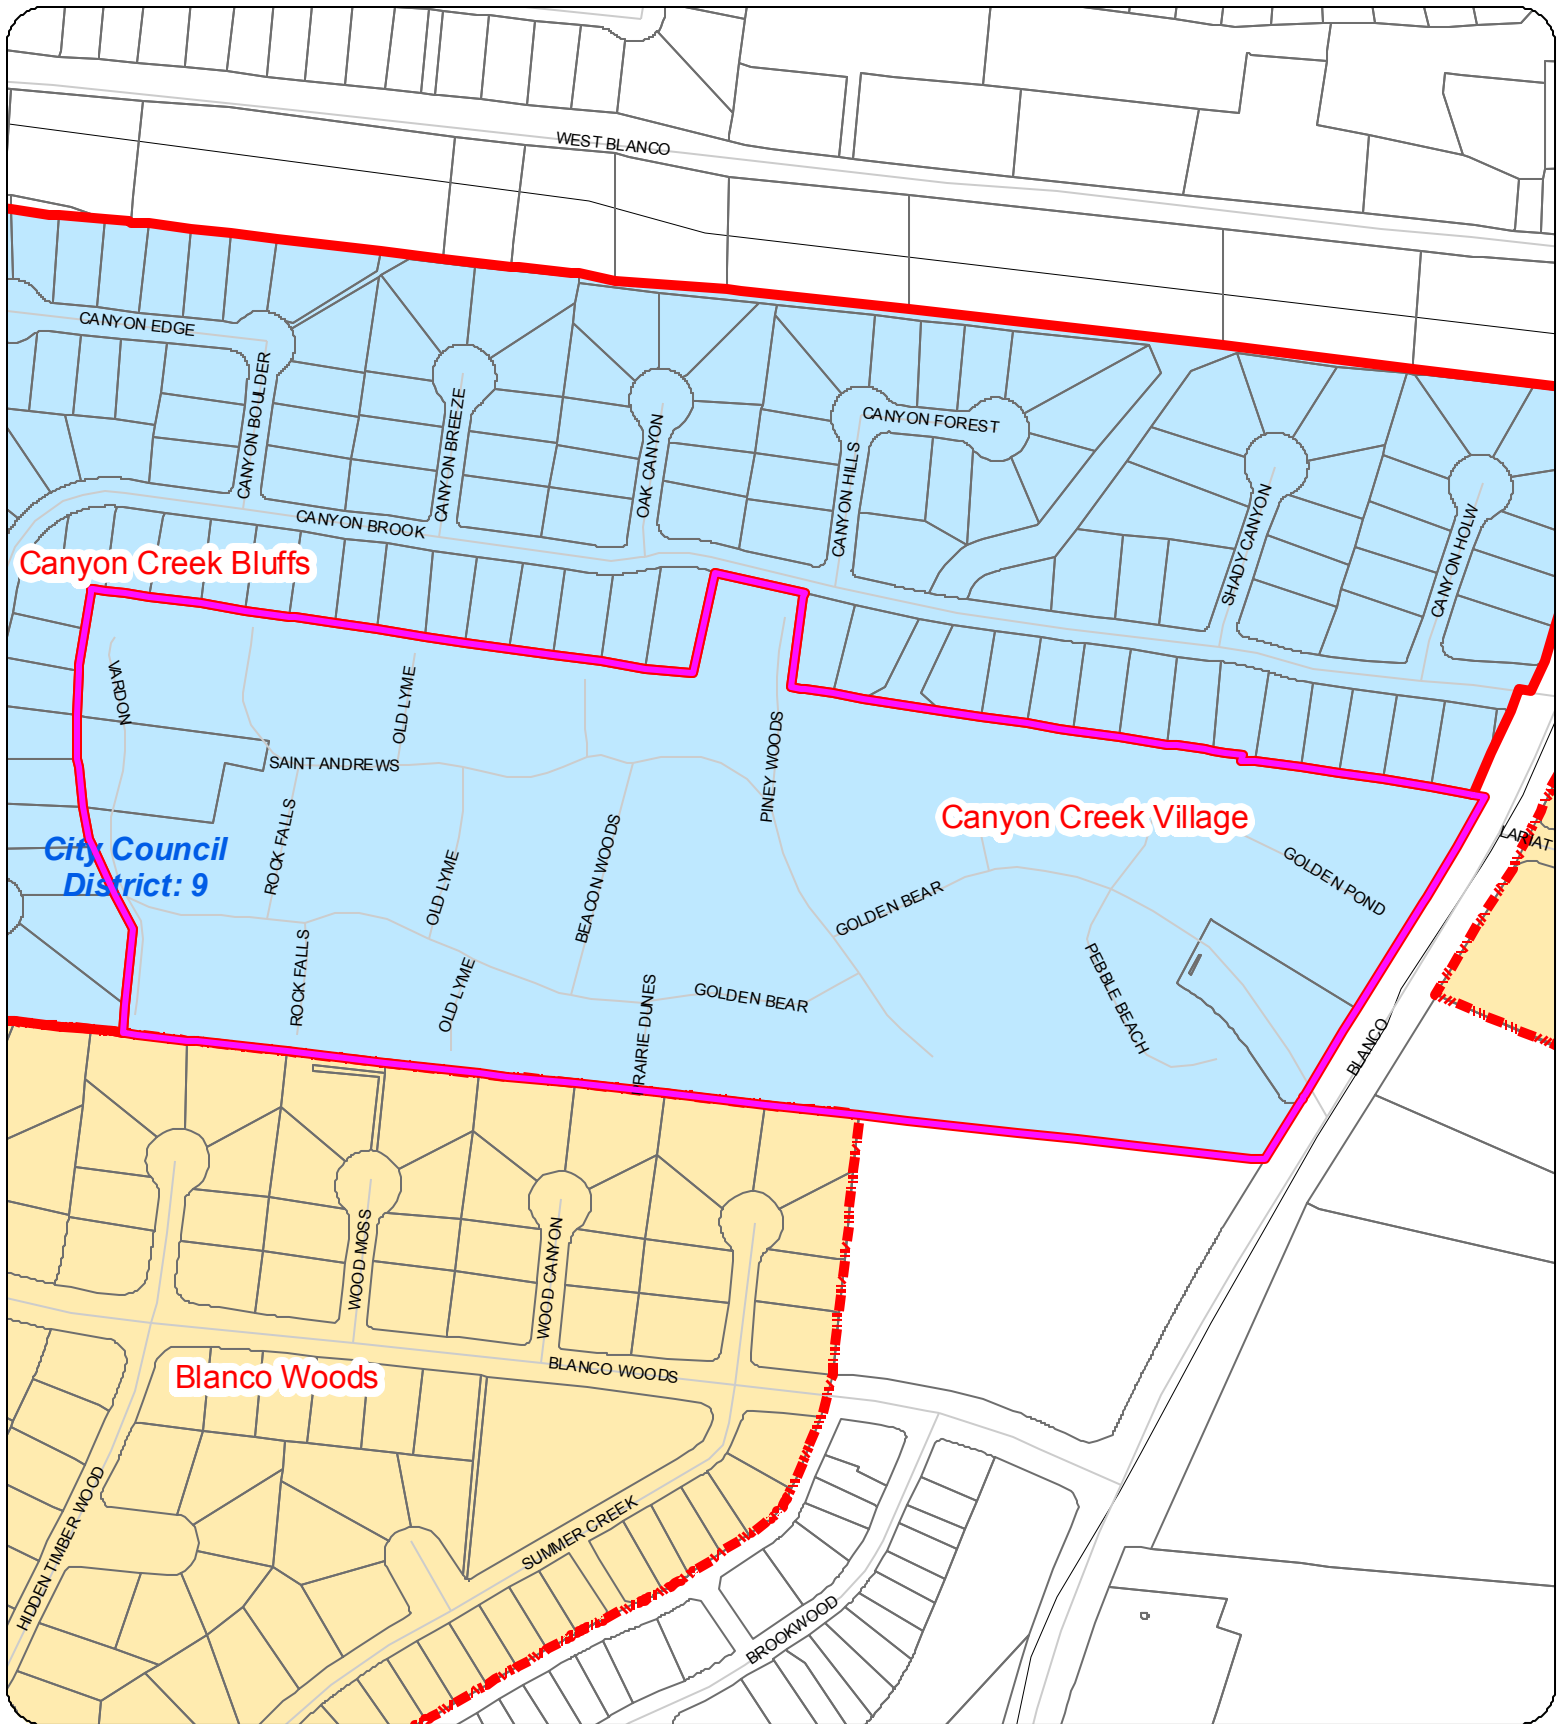 WEST BLANCO
CANYON EDGE
CANYON BOULDER
CANYON BREEZE
OAK CANYON
CANYON HILLS
CANYON FOREST
SHADY CANYON
CANYON HOLW
CANYON BROOK
Canyon Creek Bluffs
VARDON
OLD LYME
SAINT ANDREWS
PINEY WOODS
ROCK FALLS
OLD LYME
BEACON WOODS
Canyon Creek Village
LARIAT
City Council
District: 9
GOLDEN BEAR
GOLDEN POND
ROCK FALLS
OLD LYME
RAIRIE DUNES
GOLDEN BEAR
PEBBLE BEACH
BLANCO
WOOD MOSS
WOOD CANYON
Blanco Woods
BLANCO WOODS
HIDDEN TIMBER WOOD
SUMMER CREEK
BROOKWOOD